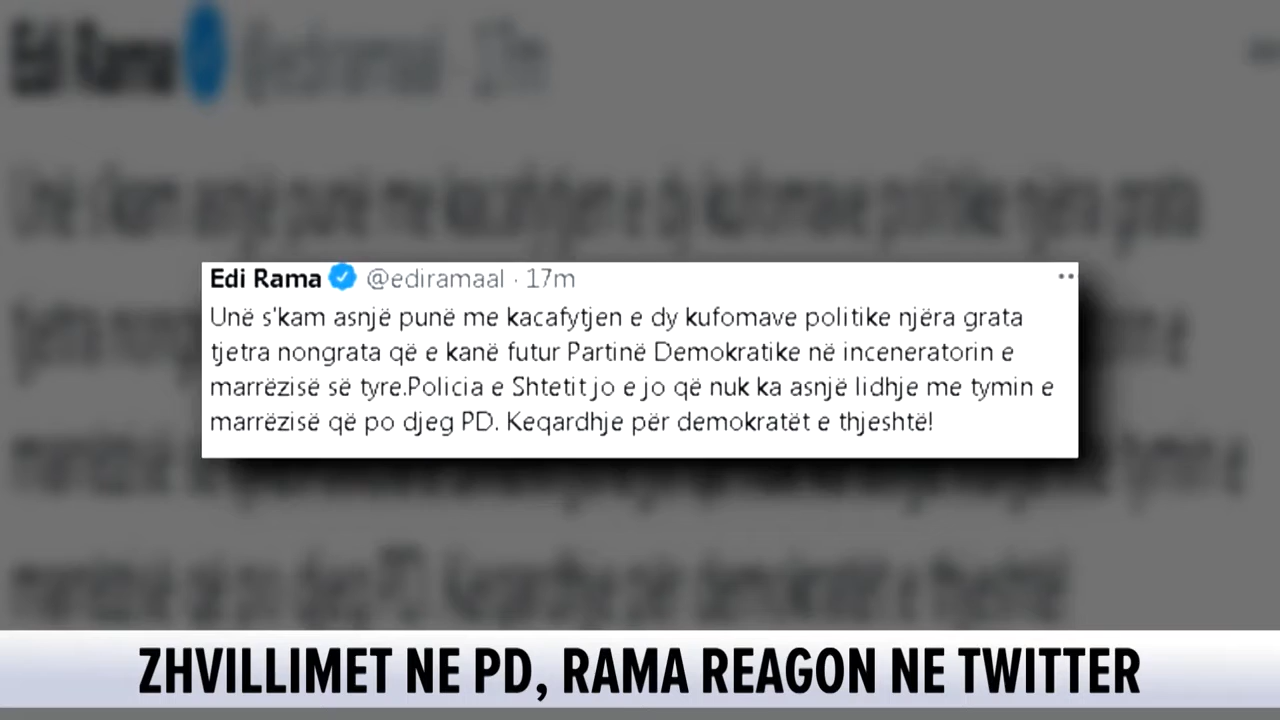 Edi Rama @ediramaal · 17m
Unë s'kam asnjë punë me kacafytjen e dy kufomave politike njëra grata
tjetra nongrata që e kanë futur Partinë Demokratike në inceneratorin e
marrëzisë së tyre.Policia e Shtetit jo e jo që nuk ka asnjë lidhje me tymin e
marrëzisë që po djeg PD. Keqardhje për demokratët e thjeshtë!
ZHVILLIMET NE PD, RAMA REAGON NE TWITTER